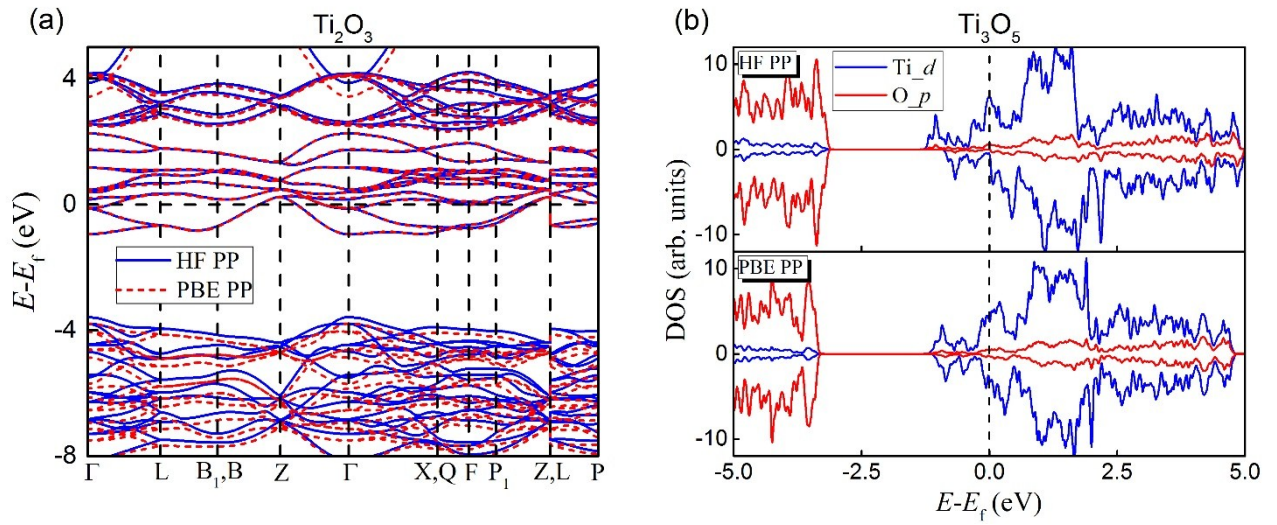 (a)
Ti₂O₃
4
0
-4
-8
E-E_f (eV)
HF PP
PBE PP
Γ L B₁,B Z Γ X,Q F P₁ Z,L P
(b)
Ti₃O₅
10
0
-10
10
0
-10
DOS (arb. units)
HF PP
Ti_d
O_p
PBE PP
-5.0 -2.5 0.0 2.5 5.0
E-E_f (eV)